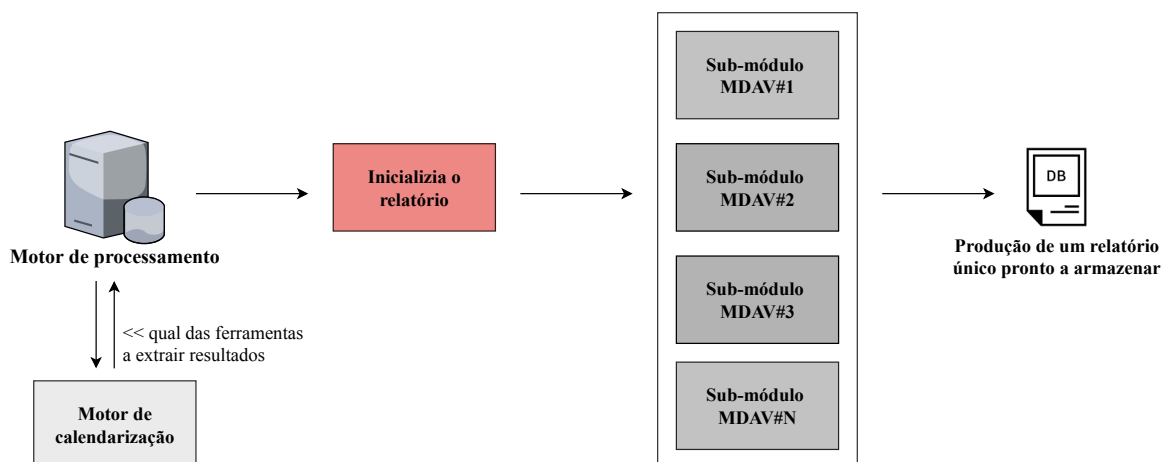 Motor de processamento
<< qual das ferramentas
a extrair resultados
Motor de
calendarização
Inicializia o
relatório
Sub-módulo
MDAV#1
Sub-módulo
MDAV#2
Sub-módulo
MDAV#3
Sub-módulo
MDAV#N
DB
Produção de um relatório
único pronto a armazenar